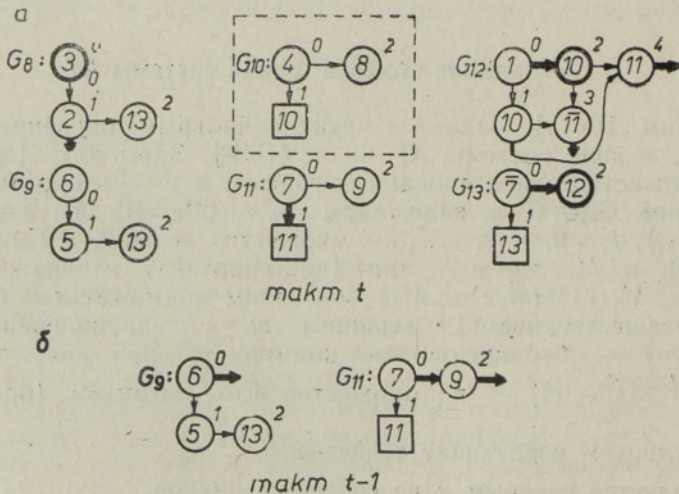 а
G8: 3 0 G10: 4 0 8 2 G12: 1 0 10 2 11 4
0 1 1 3
2 1 13 2 10 10 11̅
G9: 6 G11: 7 0 9 2 G13: 7̅ 0 12 2
0 1 1
5 1 13 2 11 13
такт t
б
G9: 6 0 G11: 7 0 9 2
1
5 1 13 2 11
такт t-1